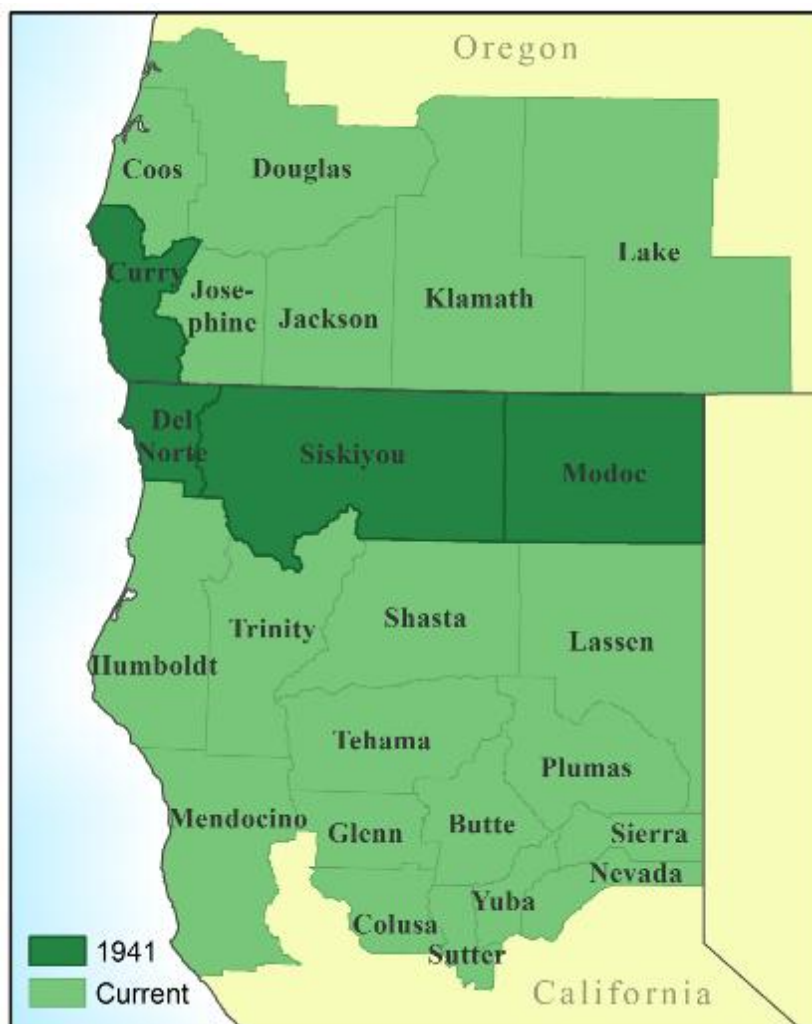 Oregon
Coos
Douglas
Curry
Jose-
phine
Jackson
Klamath
Lake
Del
Norte
Siskiyou
Modoc
Humboldt
Trinity
Shasta
Lassen
Tehama
Plumas
Mendocino
Glenn
Butte
Sierra
Nevada
Colusa
Yuba
Sutter
1941
Current
California